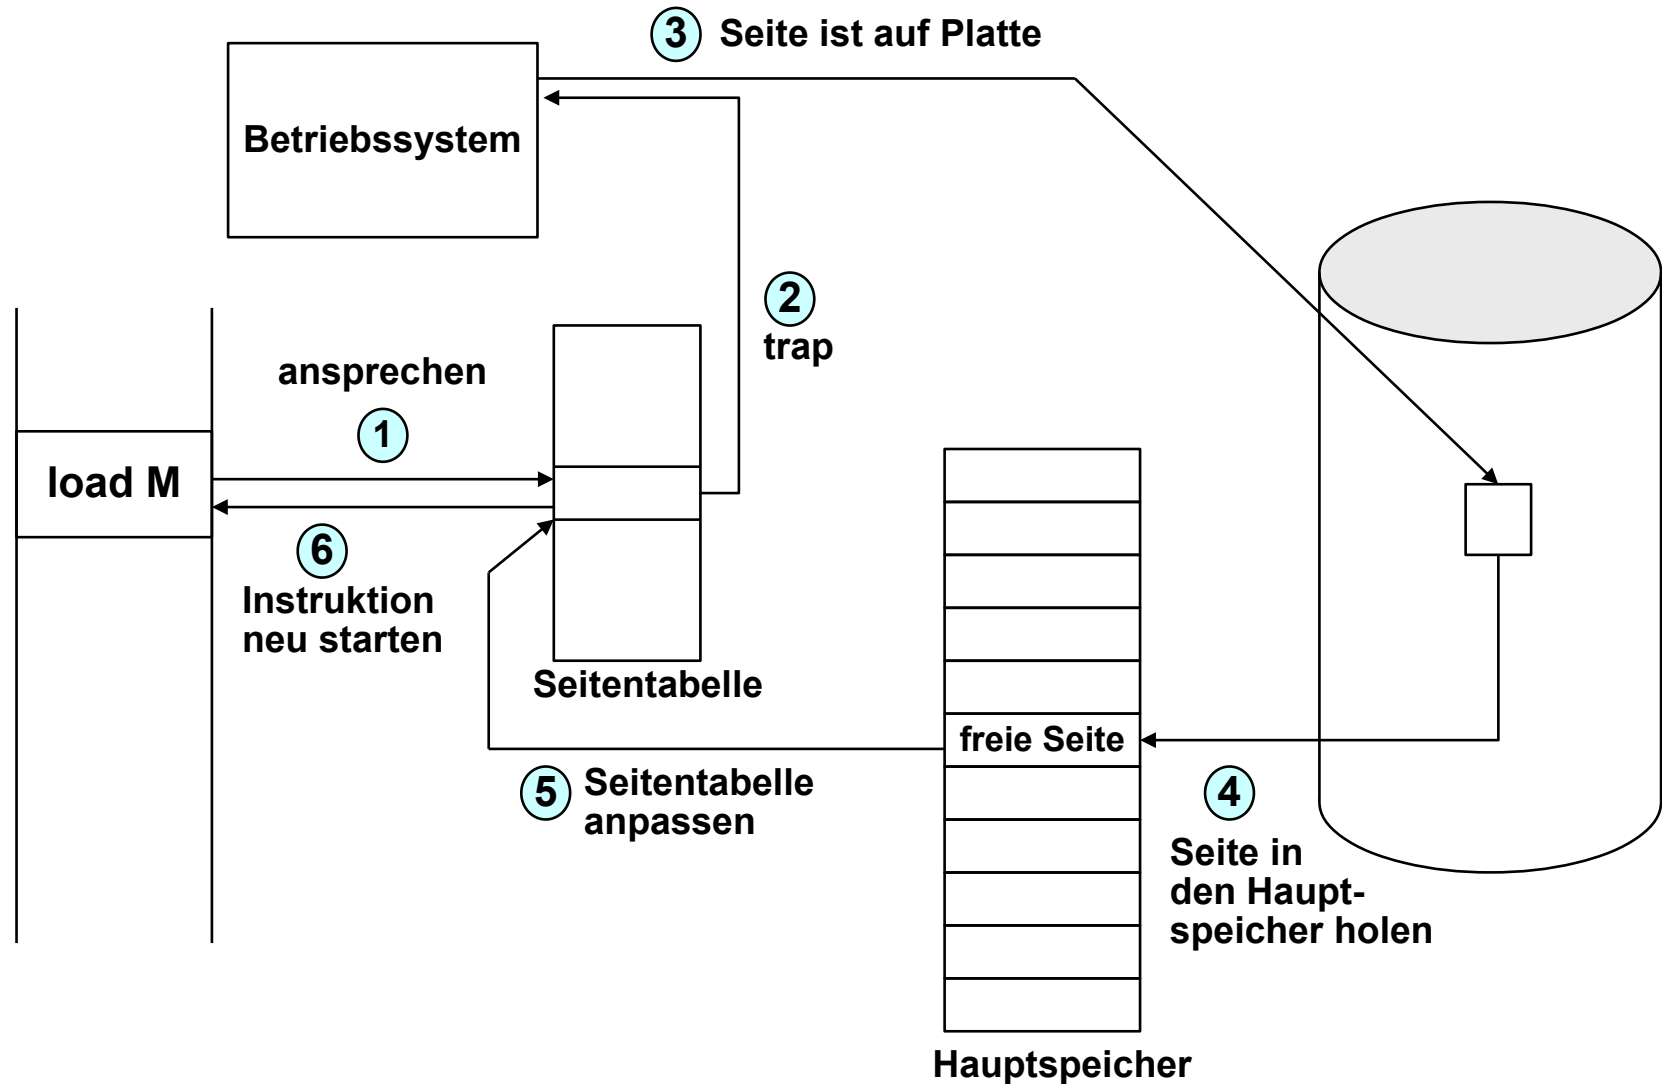 3 Seite ist auf Platte
Betriebssystem
2
trap
ansprechen
1
load M
6
Instruktion
neu starten
Seitentabelle
freie Seite
5 Seitentabelle
anpassen
4
Seite in
den Haupt-
speicher holen
Hauptspeicher